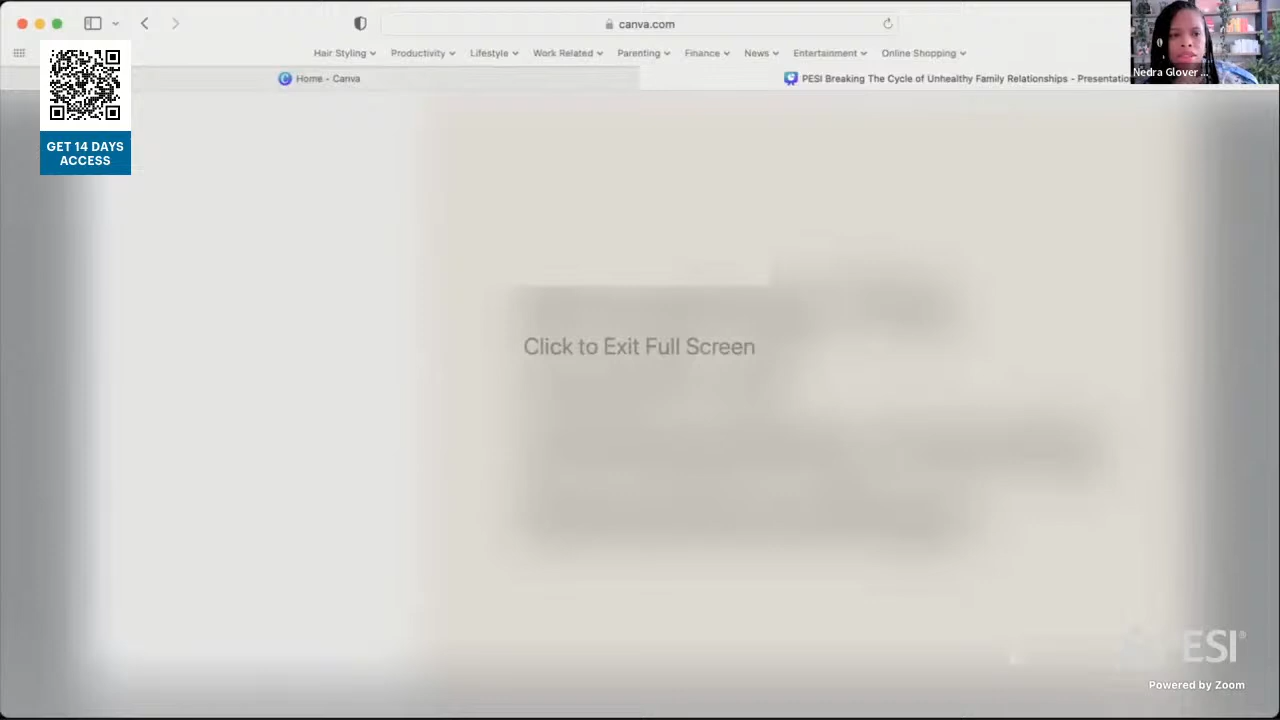 canva.com
Hair Styling Productivity Lifestyle Work Related Parenting Finance News Entertainment Online Shopping
Home - Canva
PESI Breaking The Cycle of Unhealthy Family Relationships - Presentatio
Nedra Glover ...
GET 14 DAYS
ACCESS
Click to Exit Full Screen
ESI®
Powered by Zoom